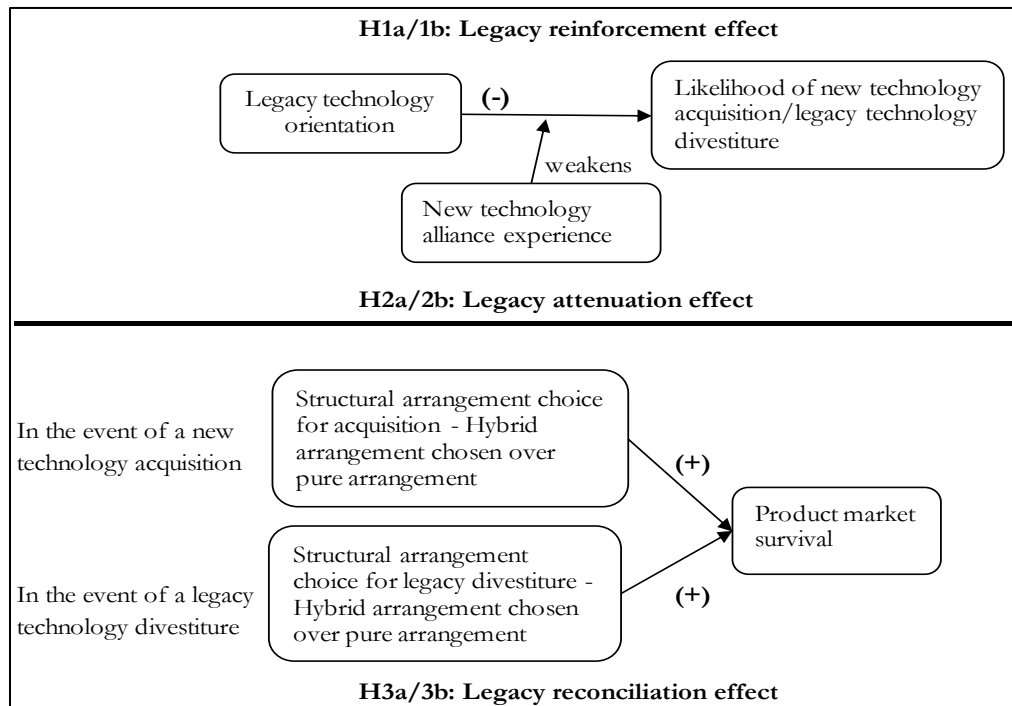 H1a/1b: Legacy reinforcement effect
Legacy technology
orientation
(-)
Likelihood of new technology
acquisition/legacy technology
divestiture
weakens
New technology
alliance experience
H2a/2b: Legacy attenuation effect
In the event of a new
technology acquisition
Structural arrangement choice
for acquisition - Hybrid
arrangement chosen over
pure arrangement
(+)
Product market
survival
In the event of a legacy
technology divestiture
Structural arrangement
choice for legacy divestiture -
Hybrid arrangement chosen
over pure arrangement
(+)
H3a/3b: Legacy reconciliation effect